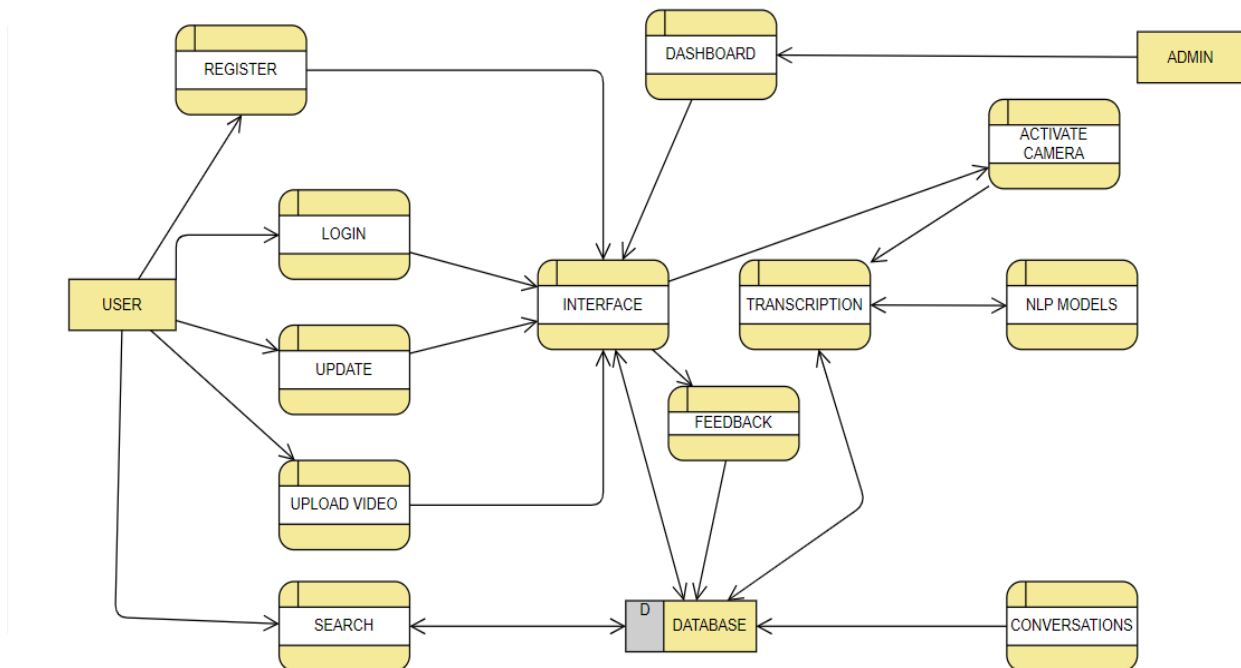 REGISTER
DASHBOARD
ADMIN
ACTIVATE
CAMERA
LOGIN
USER
INTERFACE
TRANSCRIPTION
NLP MODELS
UPDATE
FEEDBACK
UPLOAD VIDEO
SEARCH
D
DATABASE
CONVERSATIONS